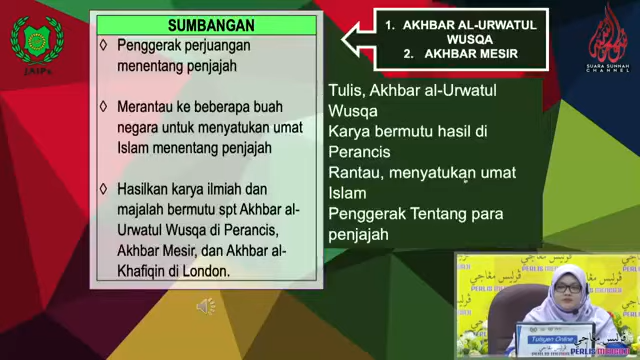 SUMBANGAN
◊ Penggerak perjuangan
menentang penjajah
◊ Merantau ke beberapa buah
negara untuk menyatukan umat
Islam menentang penjajah
◊ Hasilkan karya ilmiah dan
majalah bermutu spt Akhbar al-
Urwatul Wusqa di Perancis,
Akhbar Mesir, dan Akhbar al-
Khafiqin di London.
1. AKHBAR AL-URWATUL
WUSQA
2. AKHBAR MESIR
Tulis, Akhbar al-Urwatul
Wusqa
Karya bermutu hasil di
Perancis
Rantau, menyatukan umat
Islam
Penggerak Tentang para
penjajah
JAIPs
SUARA SUNNAH
CHANNEL
Tutisyen Online